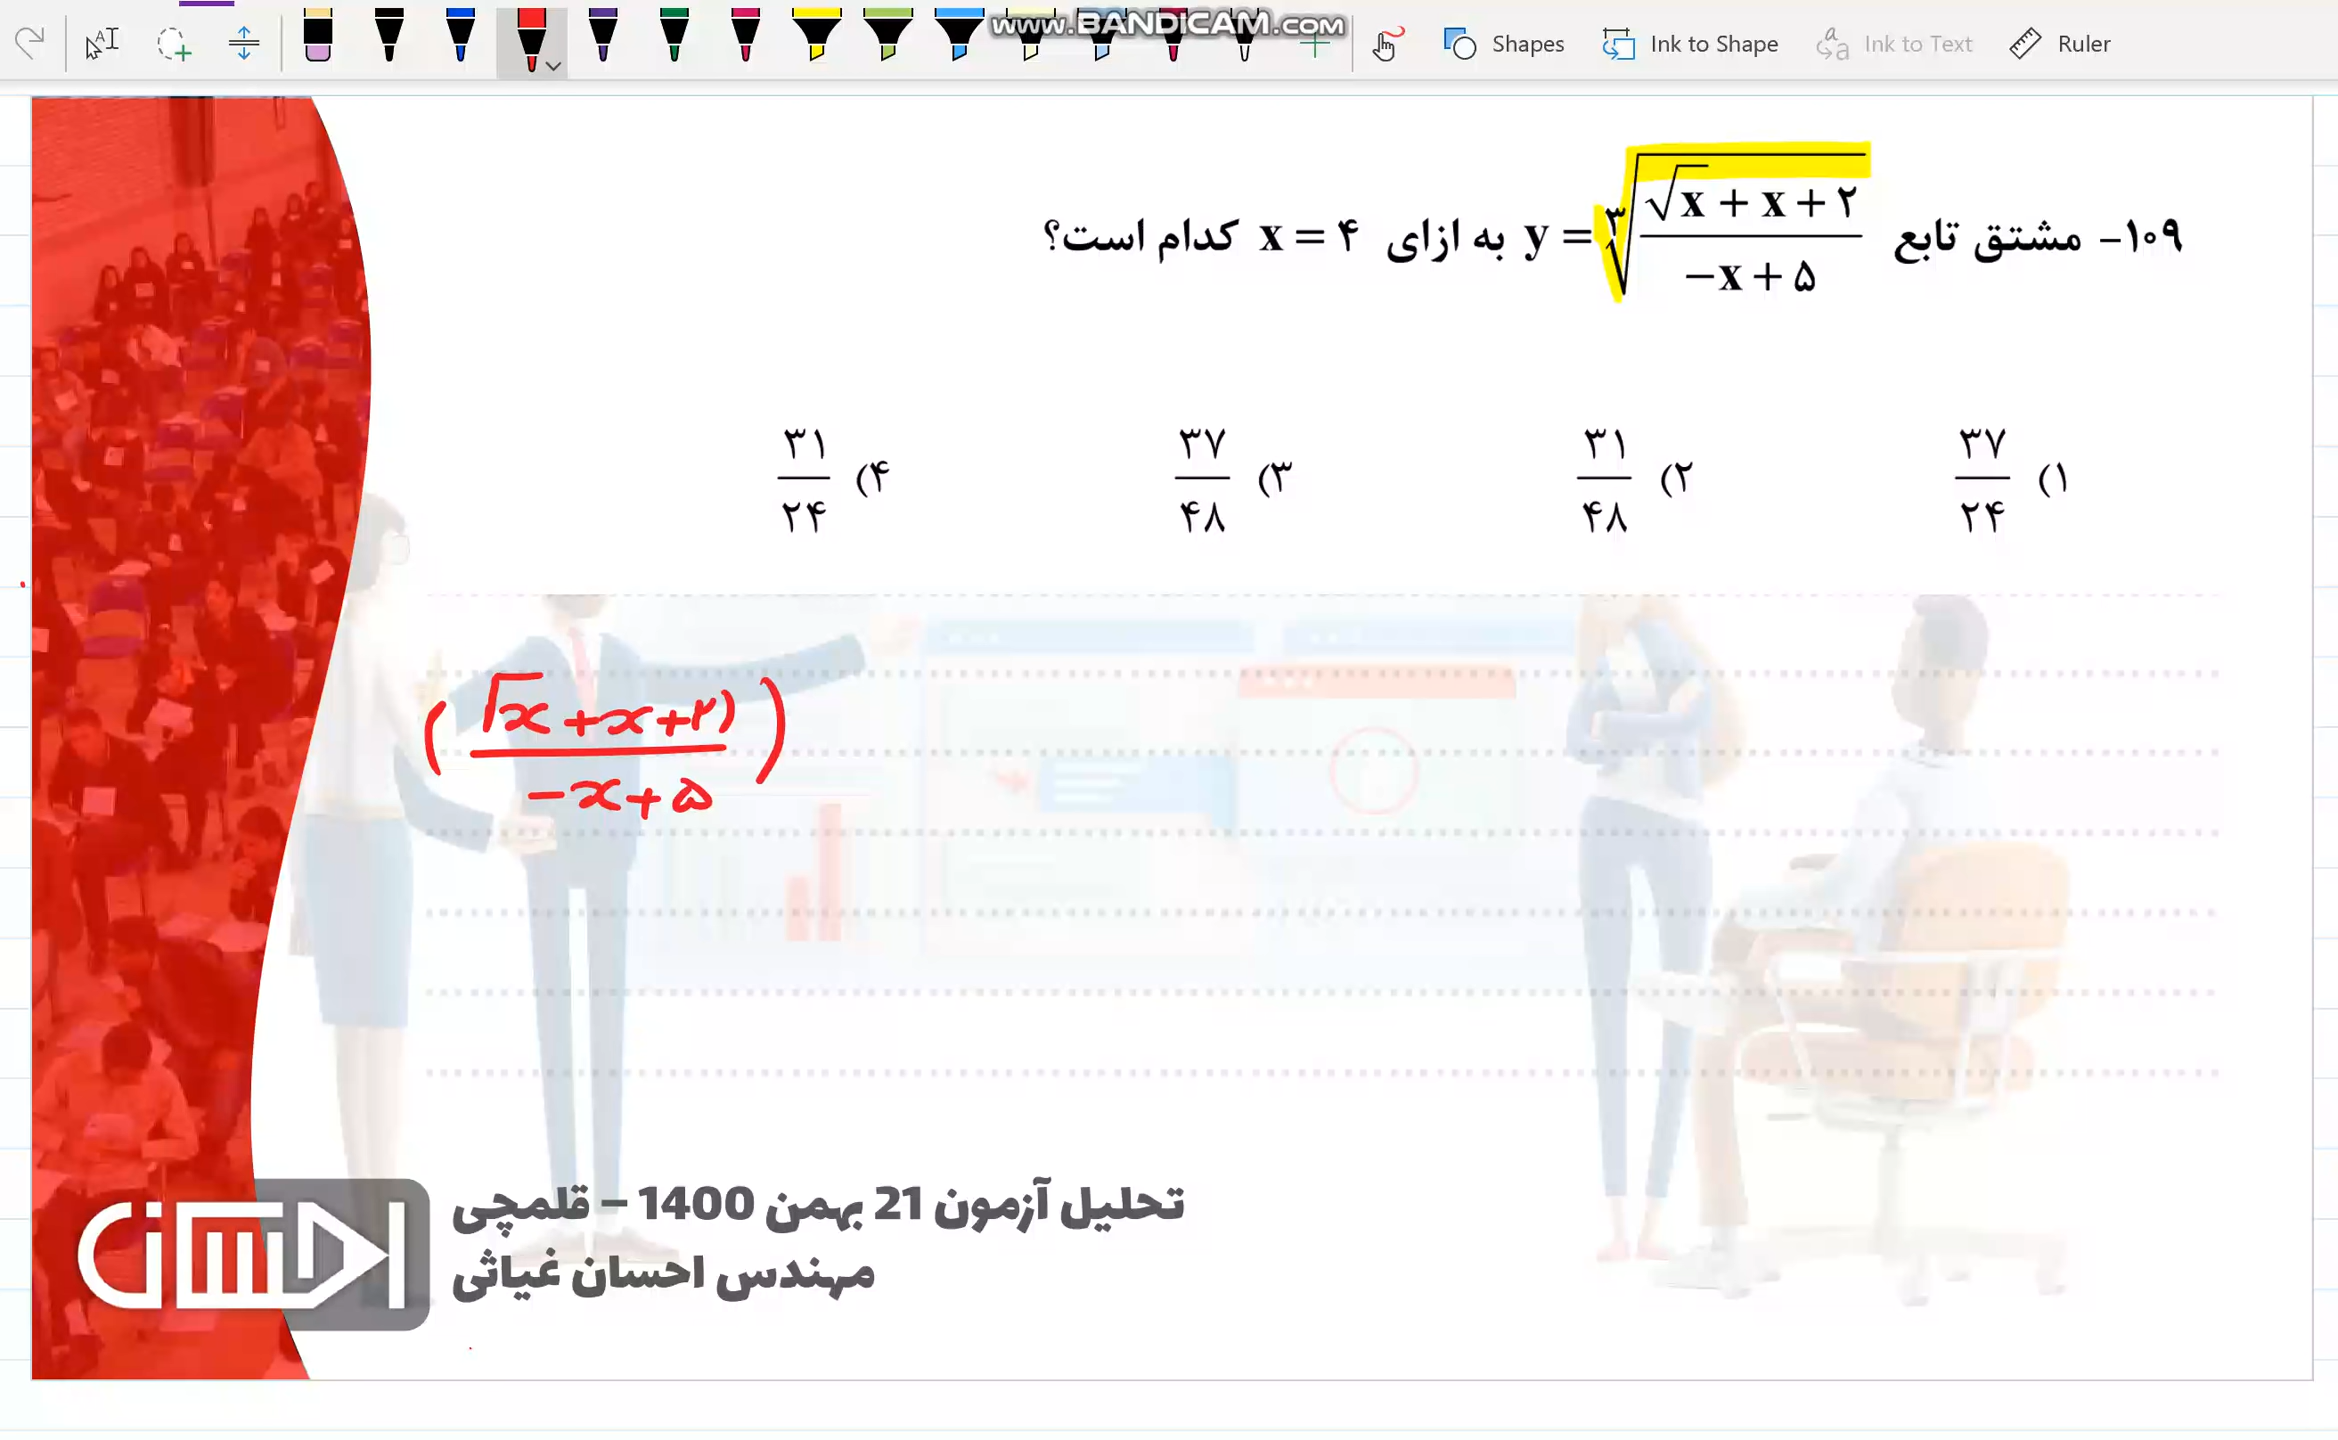 www.BANDICAM.com
Shapes
Ink to Shape
Ink to Text
Ruler
۱۰۹- مشتق تابع y = ∛((√x + x + ۲)/(−x + ۵)) به ازای x = ۴ کدام است؟
۱) ۳۷/۲۴ ۲) ۳۱/۴۸ ۳) ۳۷/۴۸ ۴) ۳۱/۲۴
((√x + x + ۲)) / (−x + ۵))
تحلیل آزمون 21 بهمن 1400 – قلمچی
مهندس احسان غیاثی